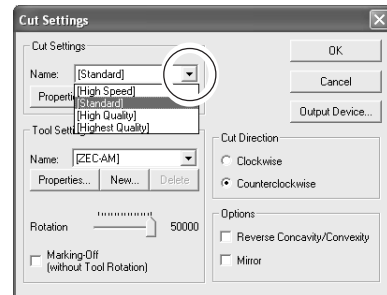 Cut Settings
Cut Settings
Name: [Standard]
[High Speed]
[Standard]
[High Quality]
[Highest Quality]
OK
Cancel
Output Device...
Tool
Name: [ZEC-AM]
Properties... New... Delete
Rotation 50000
Marking-Off
(without Tool Rotation)
Cut Direction
Clockwise
Counterclockwise
Options
Reverse Concavity/Convexity
Mirror